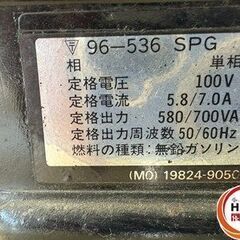 96-536 SPG
相 単相
定格電圧 100V
定格電流 5.8/7.0A
定格出力 580/700VA
定格出力周波数 50/60Hz
燃料の種類: 無鉛ガソリン
(MO) 19824-905